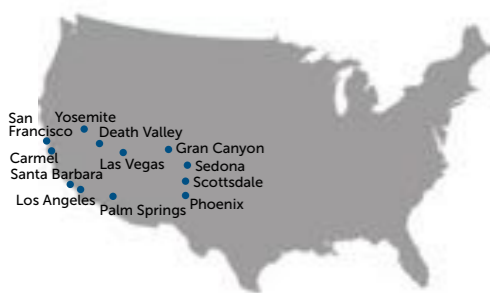 San
Francisco
Yosemite
Death Valley
Carmel
Las Vegas
Gran Canyon
Santa Barbara
Sedona
Scottsdale
Los Angeles
Palm Springs
Phoenix